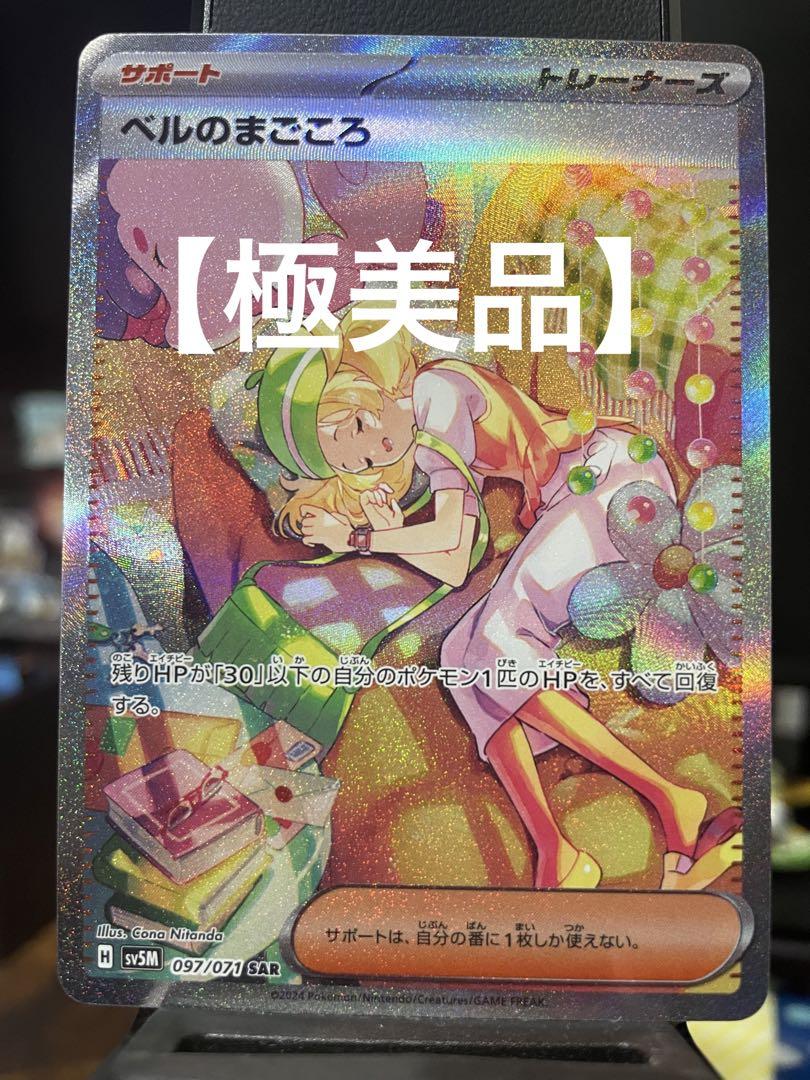 サポート
トレーナーズ
ベルのまごころ
【極美品】
残りHPが「30」以下の自分のポケモン1匹のHPを、すべて回復
する。
サポートは、自分の番に1枚しか使えない。
Illus. Cona Nitanda
H sv5M 097/071 SAR
©2024 Pokémon/Nintendo/Creatures/GAME FREAK.